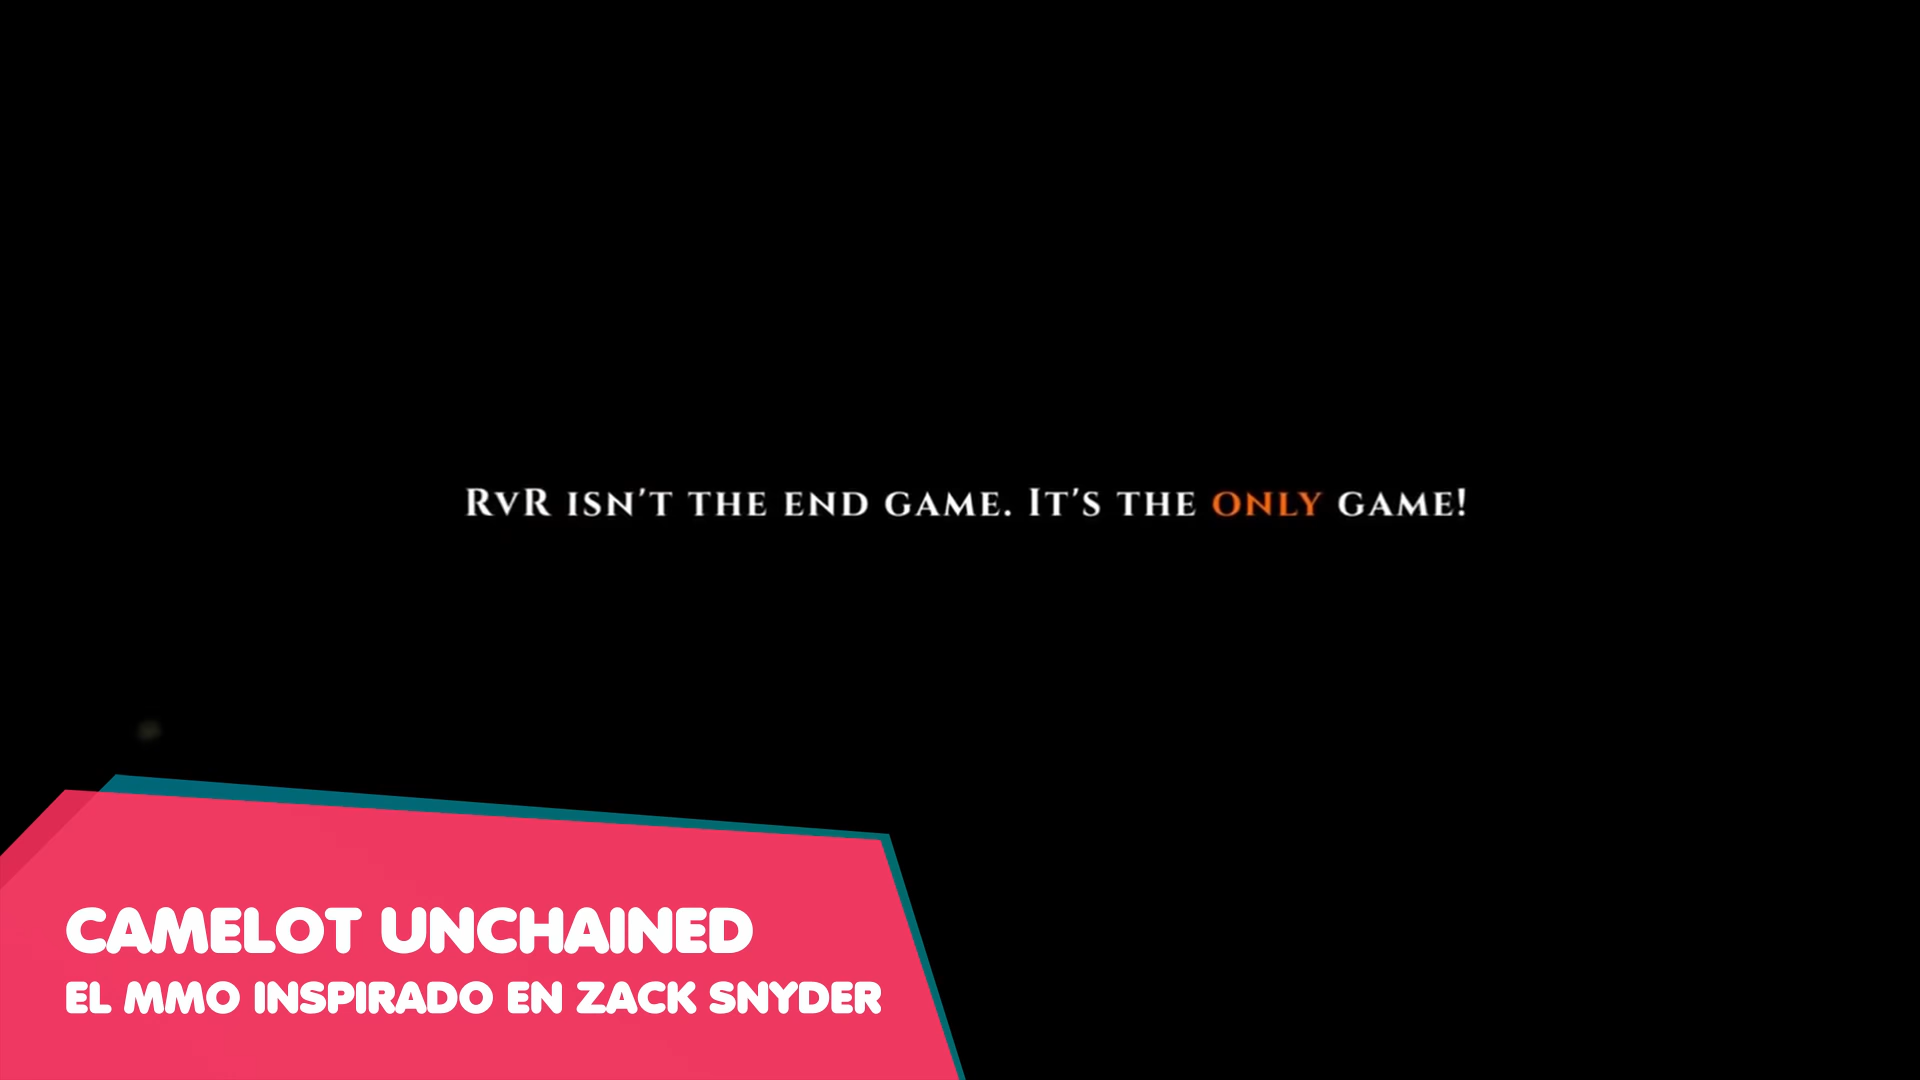 RvR isn't the end game. It's the only game!
CAMELOT UNCHAINED
EL MMO INSPIRADO EN ZACK SNYDER